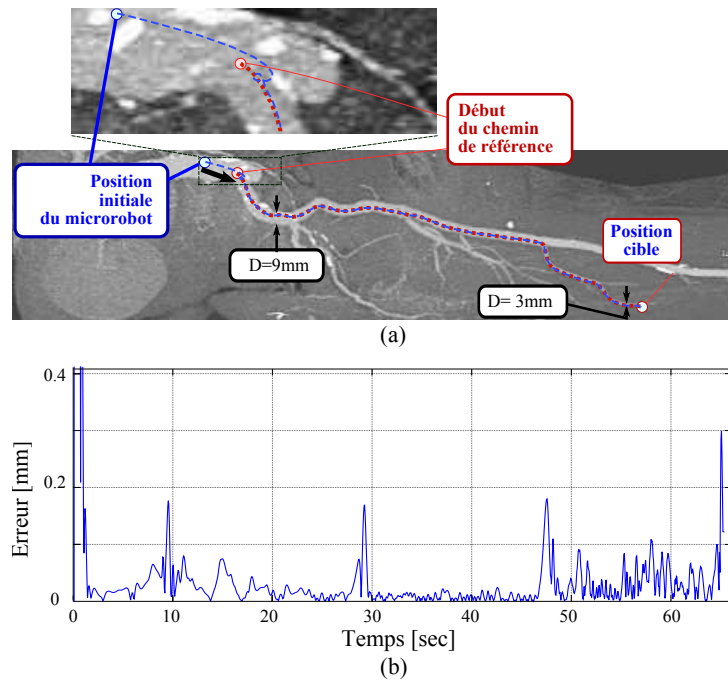 Début
du chemin
de référence
Position
initiale
du microrobot
Position
cible
D=9mm
D= 3mm
(a)
0.4
0.2
0
Erreur [mm]
0
10
20
30
40
50
60
Temps [sec]
(b)